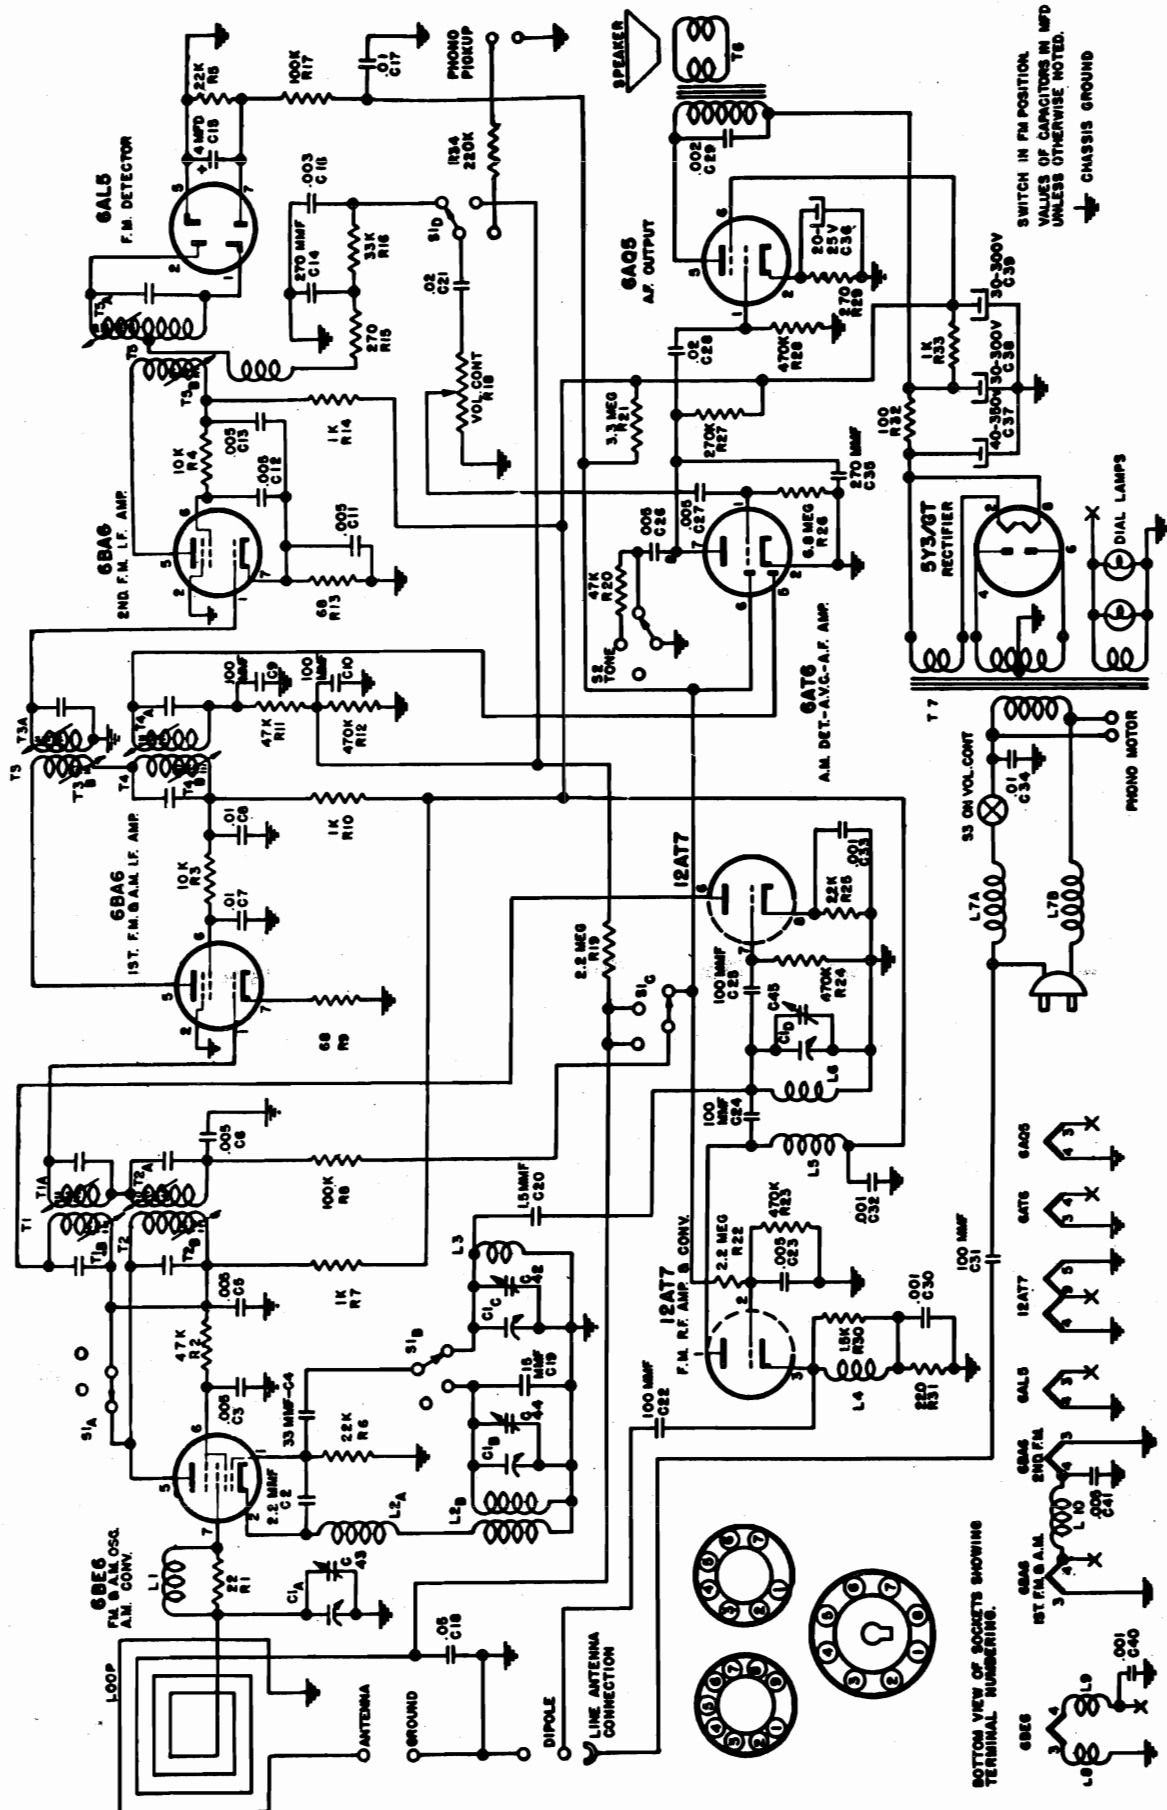 6BE6
F.M. & A.M. OSC.
A.M. CONV.
LOOP
L1
22
R1
C1A
C
43
ANTENNA
GROUND
.05
C18
DIPOLE
LINE ANTENNA
CONNECTION
2.2 MMF
C2
33 MMF-C4
22K
R6
L2A
L2B
S1A
.005
C3
47K
R2
.005
C5
T1
T1A
T1B
T2
T2A
T2B
1K
R7
100K
R8
.005
C6
S1B
C1B
C
44
15
MMF
C19
C1C
C
42
L3
1.5 MMF
C20
6BA6
1ST. F.M. & A.M. I.F. AMP.
68
R9
.01
C7
10K
R3
.01
C8
1K
R10
T3
T3A
T3B
T4
T4A
T4B
47K
R11
470K
R12
100
MMF
C9
100
MMF
C10
6BA6
2ND. F.M. I.F. AMP.
68
R13
.005
C11
10K
R4
.005
C12
.005
C13
1K
R14
T5
T5A
T5B
6AL5
F.M. DETECTOR
4 MFD
C15
+
22K
R5
100K
R17
.01
C17
270
R15
270 MMF
C14
33K
R16
.003
C16
S1D
.02
C21
VOL. CONT
R18
R34
220K
PHONO
PICKUP
12AT7
F.M. R.F. AMP. & CONV.
100 MMF
C22
1.5K
R30
L4
220
R31
.001
C30
2.2 MEG
R22
.005
C23
470K
R23
L5
.001
C32
100
MMF
C24
L6
C1D
C45
100 MMF
C25
470K
R24
12AT7
22K
R25
.001
C33
2.2 MEG
R19
S1C
6AT6
A.M. DET.-A.V.C.-A.F. AMP.
S2
TONE
47K
R20
.005
C26
.005
C27
6.8 MEG
R26
270 MMF
C35
3.3 MEG
R21
270K
R27
.02
C28
470K
R28
6AQ5
A.F. OUTPUT
270
R29
20-
25V
C36
.002
C29
SPEAKER
T6
5Y3/GT
RECTIFIER
T7
100
R32
1K
R33
40-350V
C37
30-300V
C38
30-300V
C39
DIAL LAMPS
S3 ON VOL. CONT
.01
C34
PHONO MOTOR
L7A
L7B
100 MMF
C31
SWITCH IN FM POSITION
VALUES OF CAPACITORS IN MFD
UNLESS OTHERWISE NOTED.
CHASSIS GROUND
BOTTOM VIEW OF SOCKETS SHOWING
TERMINAL NUMBERING.
6BE6
L8
L9
.001
C40
6BA6
1ST F.M. & A.M.
L10
6BA6
2ND F.M.
.005
C41
6AL5
12AT7
6AT6
6AQ5